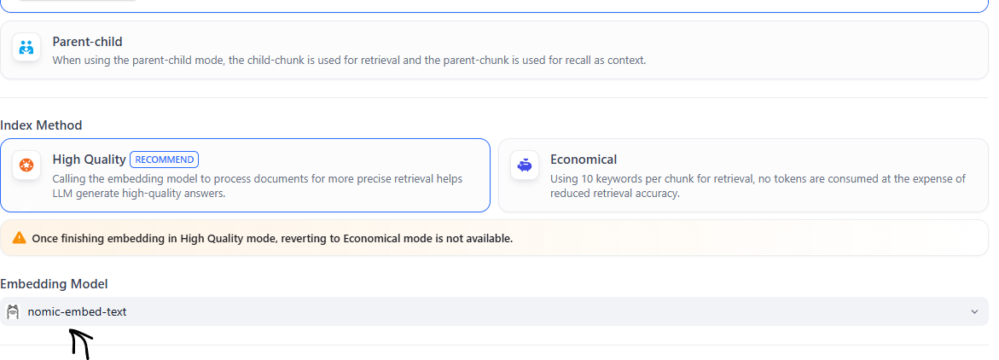 Parent-child
When using the parent-child mode, the child-chunk is used for retrieval and the parent-chunk is used for recall as context.
Index Method
High Quality RECOMMEND
Calling the embedding model to process documents for more precise retrieval helps
LLM generate high-quality answers.
Economical
Using 10 keywords per chunk for retrieval, no tokens are consumed at the expense of
reduced retrieval accuracy.
Once finishing embedding in High Quality mode, reverting to Economical mode is not available.
Embedding Model
nomic-embed-text